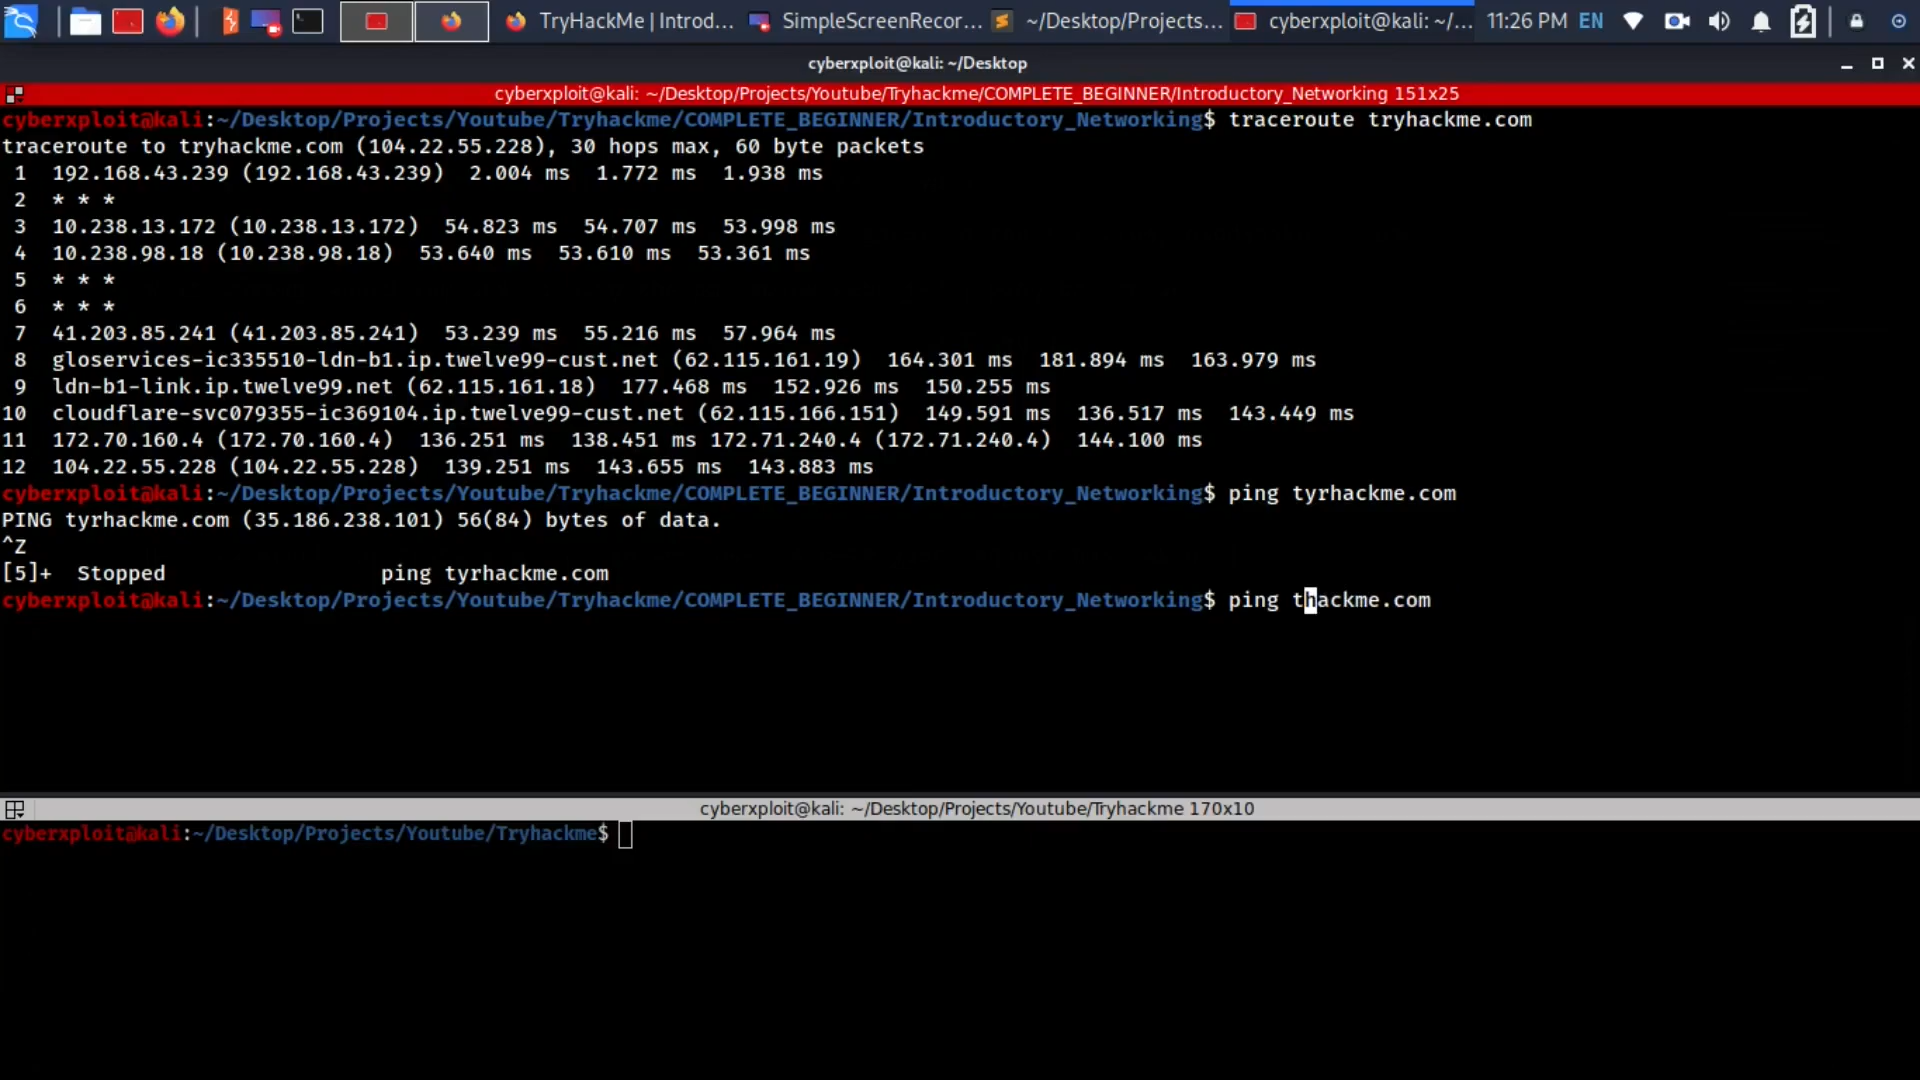 TryHackMe | Introd...
SimpleScreenRecor...
~/Desktop/Projects...
cyberxploit@kali: ~/...
11:26 PM
EN
cyberxploit@kali: ~/Desktop
cyberxploit@kali: ~/Desktop/Projects/Youtube/Tryhackme/COMPLETE_BEGINNER/Introductory_Networking 151x25
cyberxploit@kali:~/Desktop/Projects/Youtube/Tryhackme/COMPLETE_BEGINNER/Introductory_Networking$ traceroute tryhackme.com
traceroute to tryhackme.com (104.22.55.228), 30 hops max, 60 byte packets
1 192.168.43.239 (192.168.43.239) 2.004 ms 1.772 ms 1.938 ms
2 * * *
3 10.238.13.172 (10.238.13.172) 54.823 ms 54.707 ms 53.998 ms
4 10.238.98.18 (10.238.98.18) 53.640 ms 53.610 ms 53.361 ms
5 * * *
6 * * *
7 41.203.85.241 (41.203.85.241) 53.239 ms 55.216 ms 57.964 ms
8 gloservices-ic335510-ldn-b1.ip.twelve99-cust.net (62.115.161.19) 164.301 ms 181.894 ms 163.979 ms
9 ldn-b1-link.ip.twelve99.net (62.115.161.18) 177.468 ms 152.926 ms 150.255 ms
10 cloudflare-svc079355-ic369104.ip.twelve99-cust.net (62.115.166.151) 149.591 ms 136.517 ms 143.449 ms
11 172.70.160.4 (172.70.160.4) 136.251 ms 138.451 ms 172.71.240.4 (172.71.240.4) 144.100 ms
12 104.22.55.228 (104.22.55.228) 139.251 ms 143.655 ms 143.883 ms
cyberxploit@kali:~/Desktop/Projects/Youtube/Tryhackme/COMPLETE_BEGINNER/Introductory_Networking$ ping tyrhackme.com
PING tyrhackme.com (35.186.238.101) 56(84) bytes of data.
^Z
[5]+ Stopped ping tyrhackme.com
cyberxploit@kali:~/Desktop/Projects/Youtube/Tryhackme/COMPLETE_BEGINNER/Introductory_Networking$ ping thackme.com
cyberxploit@kali: ~/Desktop/Projects/Youtube/Tryhackme 170x10
cyberxploit@kali:~/Desktop/Projects/Youtube/Tryhackme$